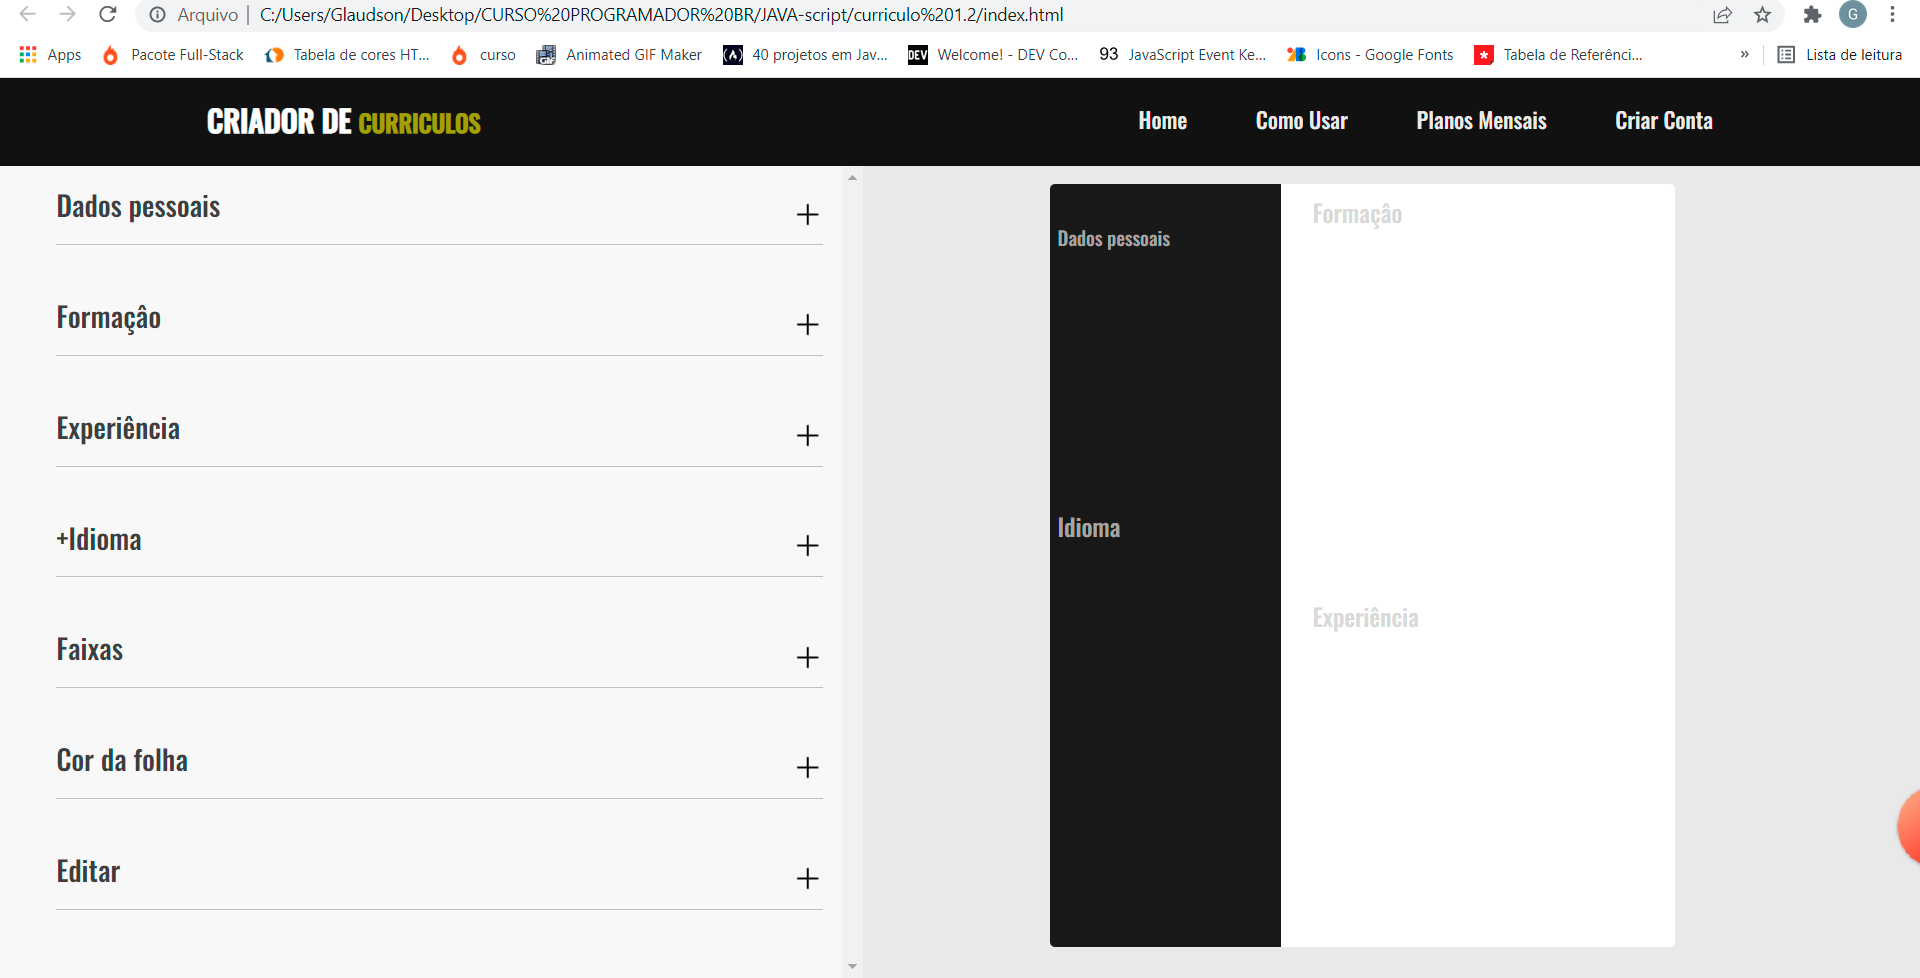 Arquivo | C:/Users/Glaudson/Desktop/CURSO%20PROGRAMADOR%20BR/JAVA-script/curriculo%201.2/index.html
G
Apps Pacote Full-Stack Tabela de cores HT... curso Animated GIF Maker 40 projetos em Jav... DEV Welcome! - DEV Co... 93 JavaScript Event Ke... Icons - Google Fonts Tabela de Referênci... » Lista de leitura
CRIADOR DE CURRICULOS Home Como Usar Planos Mensais Criar Conta
Dados pessoais
Formaçâo
Experiência
+Idioma
Faixas
Cor da folha
Editar
Dados pessoais
Idioma
Formaçâo
Experiência